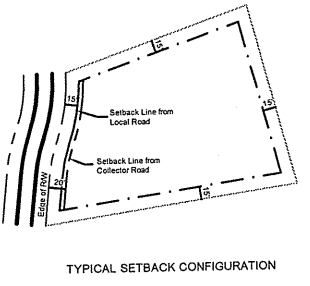 15'
15'
Setback Line from
Local Road
15'
Setback Line from
Collector Road
20'
Edge of R/W
15'
TYPICAL SETBACK CONFIGURATION